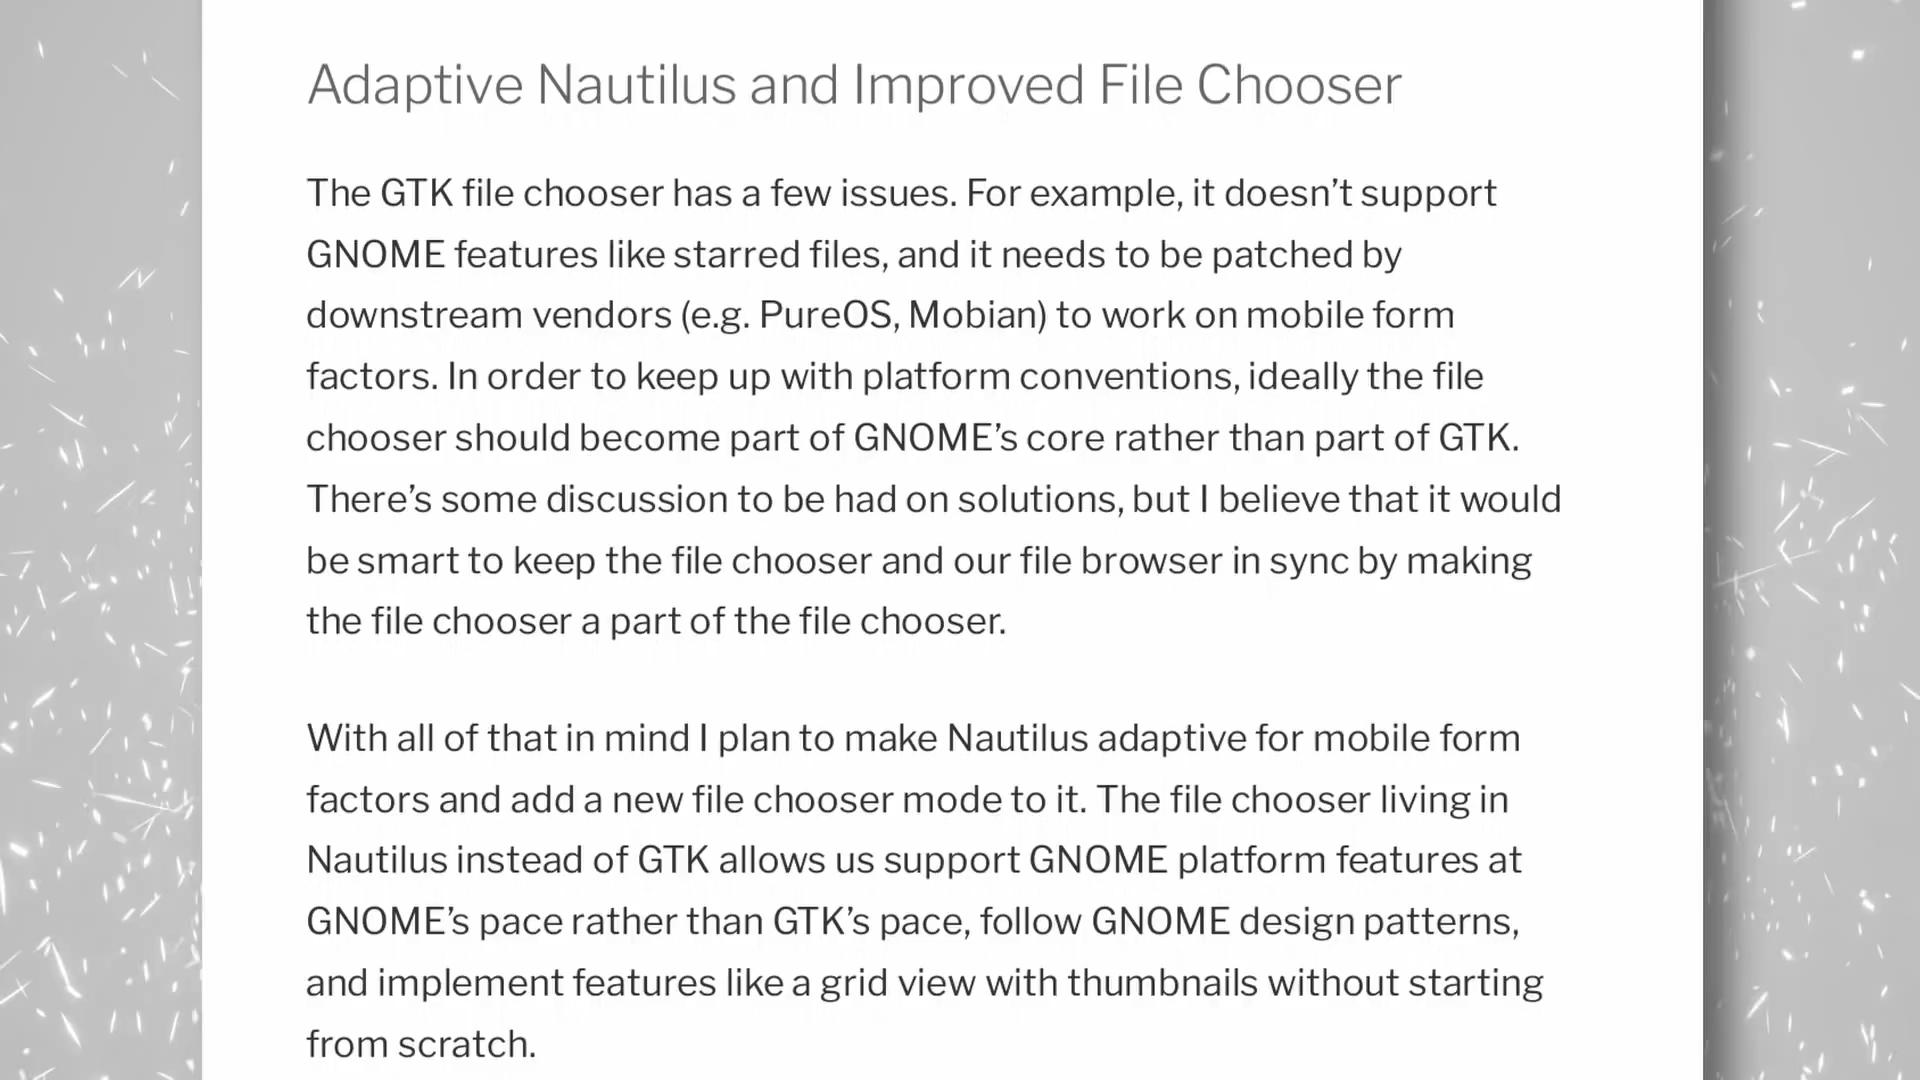 Adaptive Nautilus and Improved File Chooser
The GTK file chooser has a few issues. For example, it doesn’t support
GNOME features like starred files, and it needs to be patched by
downstream vendors (e.g. PureOS, Mobian) to work on mobile form
factors. In order to keep up with platform conventions, ideally the file
chooser should become part of GNOME’s core rather than part of GTK.
There’s some discussion to be had on solutions, but I believe that it would
be smart to keep the file chooser and our file browser in sync by making
the file chooser a part of the file chooser.
With all of that in mind I plan to make Nautilus adaptive for mobile form
factors and add a new file chooser mode to it. The file chooser living in
Nautilus instead of GTK allows us support GNOME platform features at
GNOME’s pace rather than GTK’s pace, follow GNOME design patterns,
and implement features like a grid view with thumbnails without starting
from scratch.